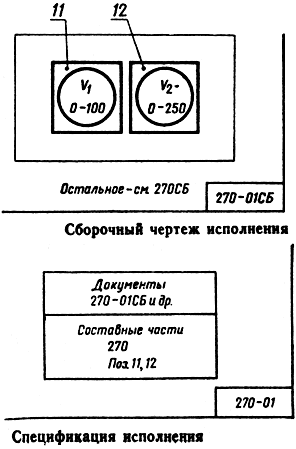 11 12
V1 V2-
0-100 0-250
Остальное-см. 270СБ
270-01СБ
Сборочный чертеж исполнения
Документы
270-01СБ и др.
Составные части
270
Поз. 11, 12
270-01
Спецификация исполнения